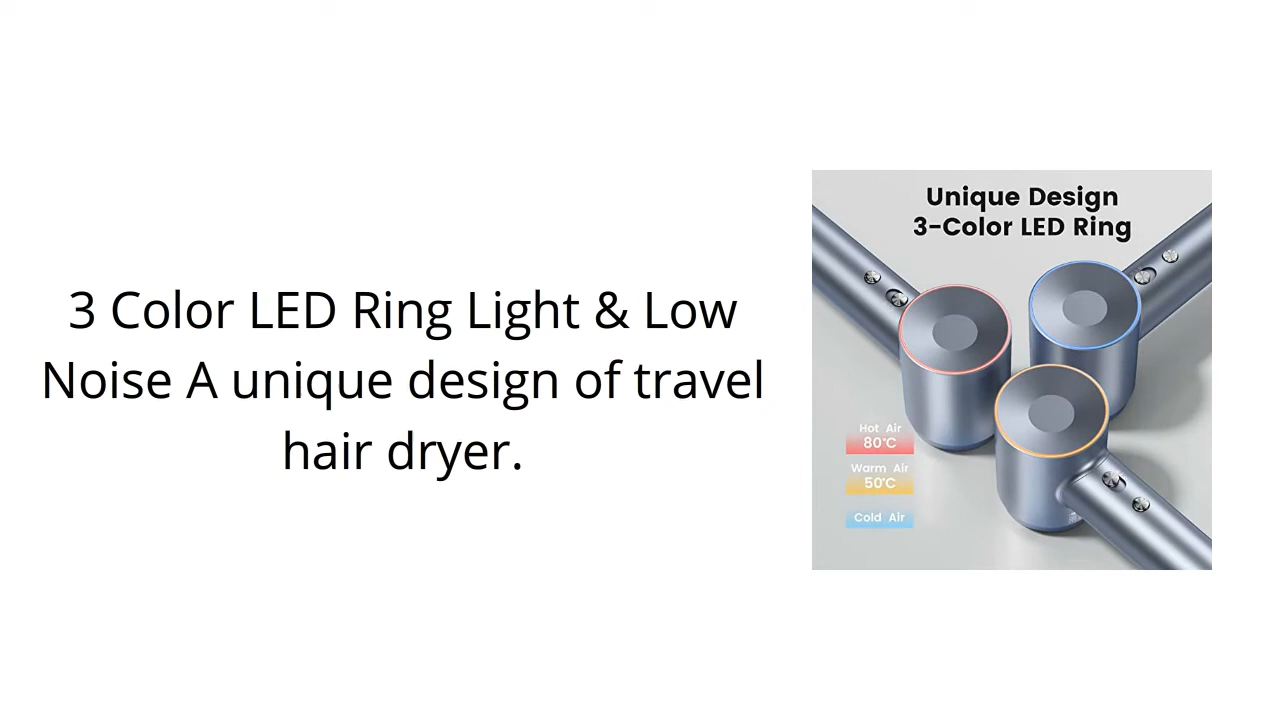 3 Color LED Ring Light & Low
Noise A unique design of travel
hair dryer.
Unique Design
3-Color LED Ring
Hot Air
80°C
Warm Air
50°C
Cold Air